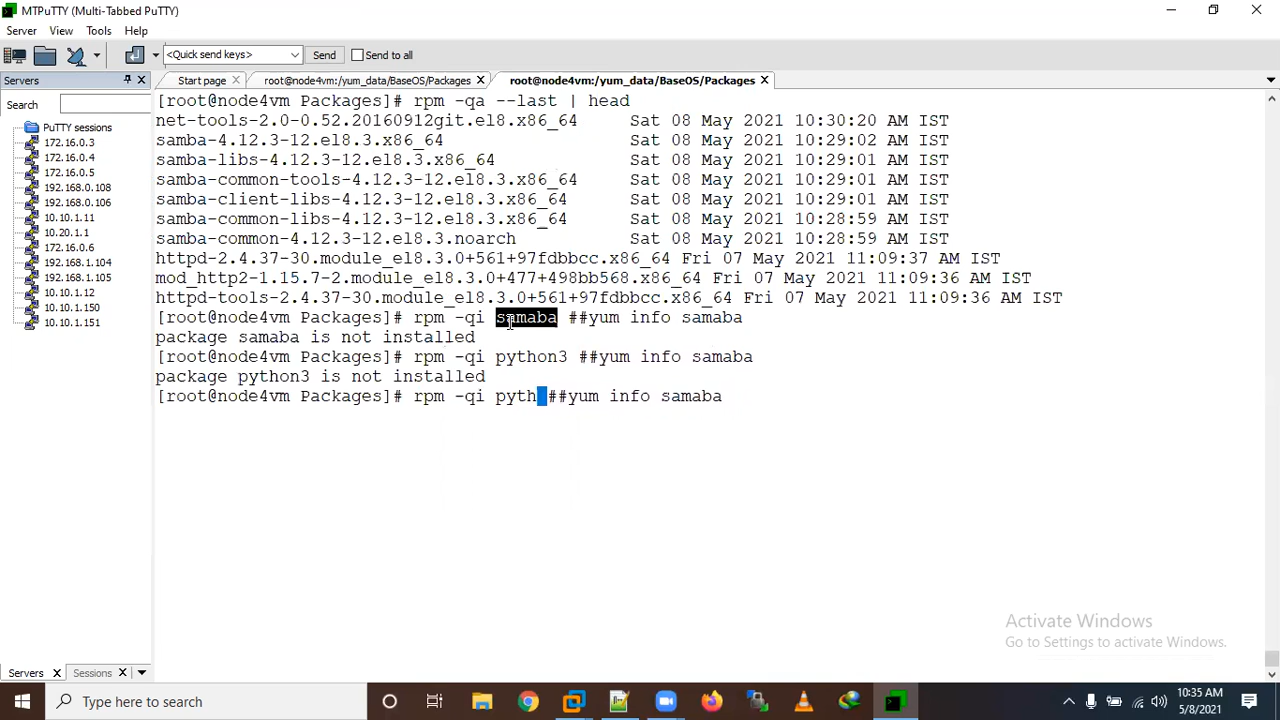 MTPuTTY (Multi-Tabbed PuTTY)
Server View Tools Help
<Quick send keys> Send Send to all
Servers Start page root@node4vm:/yum_data/BaseOS/Packages root@node4vm:/yum_data/BaseOS/Packages
Search
PuTTY sessions
172.16.0.3
172.16.0.4
172.16.0.5
192.168.0.108
192.168.0.106
10.10.1.11
10.20.1.1
172.16.0.6
192.168.1.104
192.168.1.105
10.10.1.12
10.10.1.150
10.10.1.151
[root@node4vm Packages]# rpm -qa --last | head
net-tools-2.0-0.52.20160912git.el8.x86_64 Sat 08 May 2021 10:30:20 AM IST
samba-4.12.3-12.el8.3.x86_64 Sat 08 May 2021 10:29:02 AM IST
samba-libs-4.12.3-12.el8.3.x86_64 Sat 08 May 2021 10:29:01 AM IST
samba-common-tools-4.12.3-12.el8.3.x86_64 Sat 08 May 2021 10:29:01 AM IST
samba-client-libs-4.12.3-12.el8.3.x86_64 Sat 08 May 2021 10:29:01 AM IST
samba-common-libs-4.12.3-12.el8.3.x86_64 Sat 08 May 2021 10:28:59 AM IST
samba-common-4.12.3-12.el8.3.noarch Sat 08 May 2021 10:28:59 AM IST
httpd-2.4.37-30.module_el8.3.0+561+97fdbbcc.x86_64 Fri 07 May 2021 11:09:37 AM IST
mod_http2-1.15.7-2.module_el8.3.0+477+498bb568.x86_64 Fri 07 May 2021 11:09:36 AM IST
httpd-tools-2.4.37-30.module_el8.3.0+561+97fdbbcc.x86_64 Fri 07 May 2021 11:09:36 AM IST
[root@node4vm Packages]# rpm -qi samaba ##yum info samaba
package samaba is not installed
[root@node4vm Packages]# rpm -qi python3 ##yum info samaba
package python3 is not installed
[root@node4vm Packages]# rpm -qi pyth ##yum info samaba
Activate Windows
Go to Settings to activate Windows.
Servers Sessions
Type here to search
10:35 AM
5/8/2021